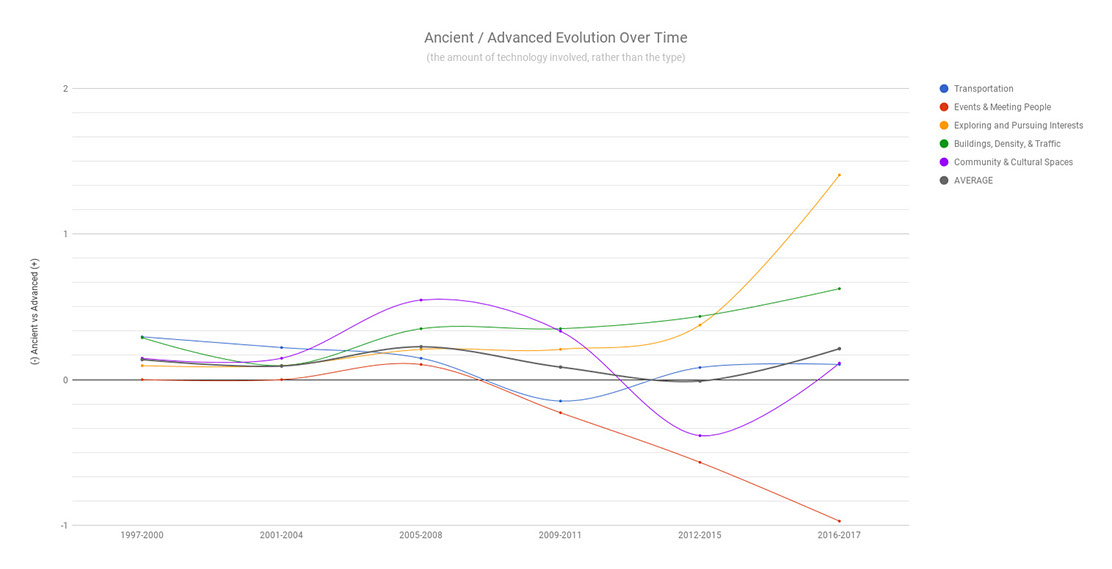 Ancient / Advanced Evolution Over Time
(the amount of technology involved, rather than the type)
Transportation
Events & Meeting People
Exploring and Pursuing Interests
Buildings, Density, & Traffic
Community & Cultural Spaces
AVERAGE
(-) Ancient vs Advanced (+)
2
1
0
-1
1997-2000 2001-2004 2005-2008 2009-2011 2012-2015 2016-2017